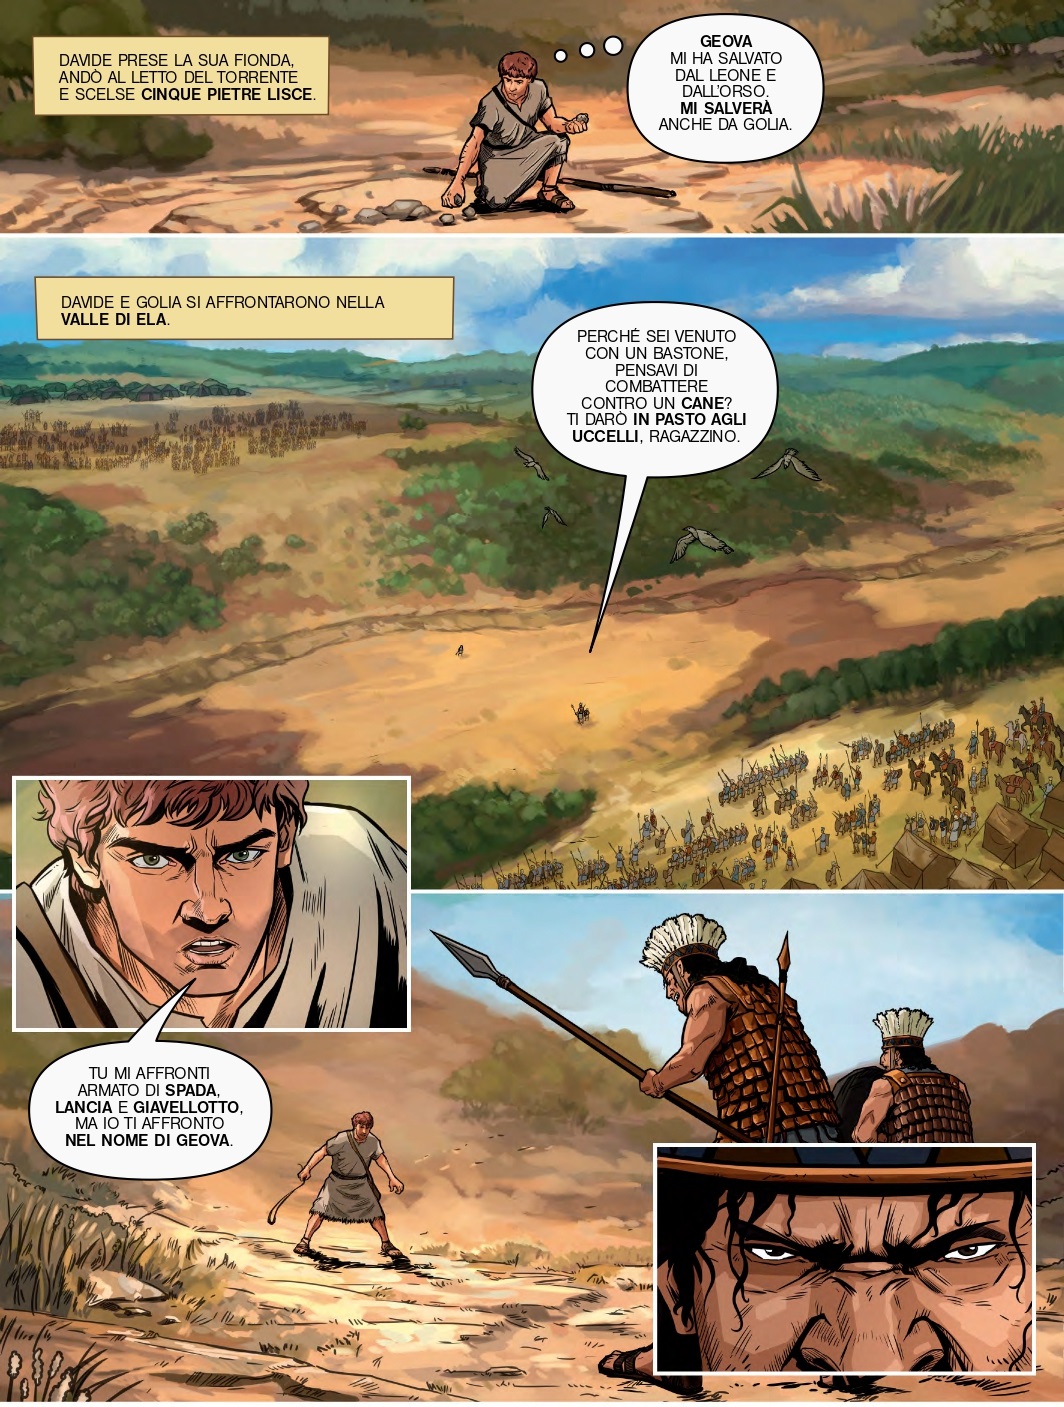 DAVIDE PRESE LA SUA FIONDA,
ANDÒ AL LETTO DEL TORRENTE
E SCELSE CINQUE PIETRE LISCE.
GEOVA
MI HA SALVATO
DAL LEONE E
DALL'ORSO.
MI SALVERÀ
ANCHE DA GOLIA.
DAVIDE E GOLIA SI AFFRONTARONO NELLA
VALLE DI ELA.
PERCHÉ SEI VENUTO
CON UN BASTONE,
PENSAVI DI
COMBATTERE
CONTRO UN CANE?
TI DARÒ IN PASTO AGLI
UCCELLI, RAGAZZINO.
TU MI AFFRONTI
ARMATO DI SPADA,
LANCIA E GIAVELLOTTO,
MA IO TI AFFRONTO
NEL NOME DI GEOVA.